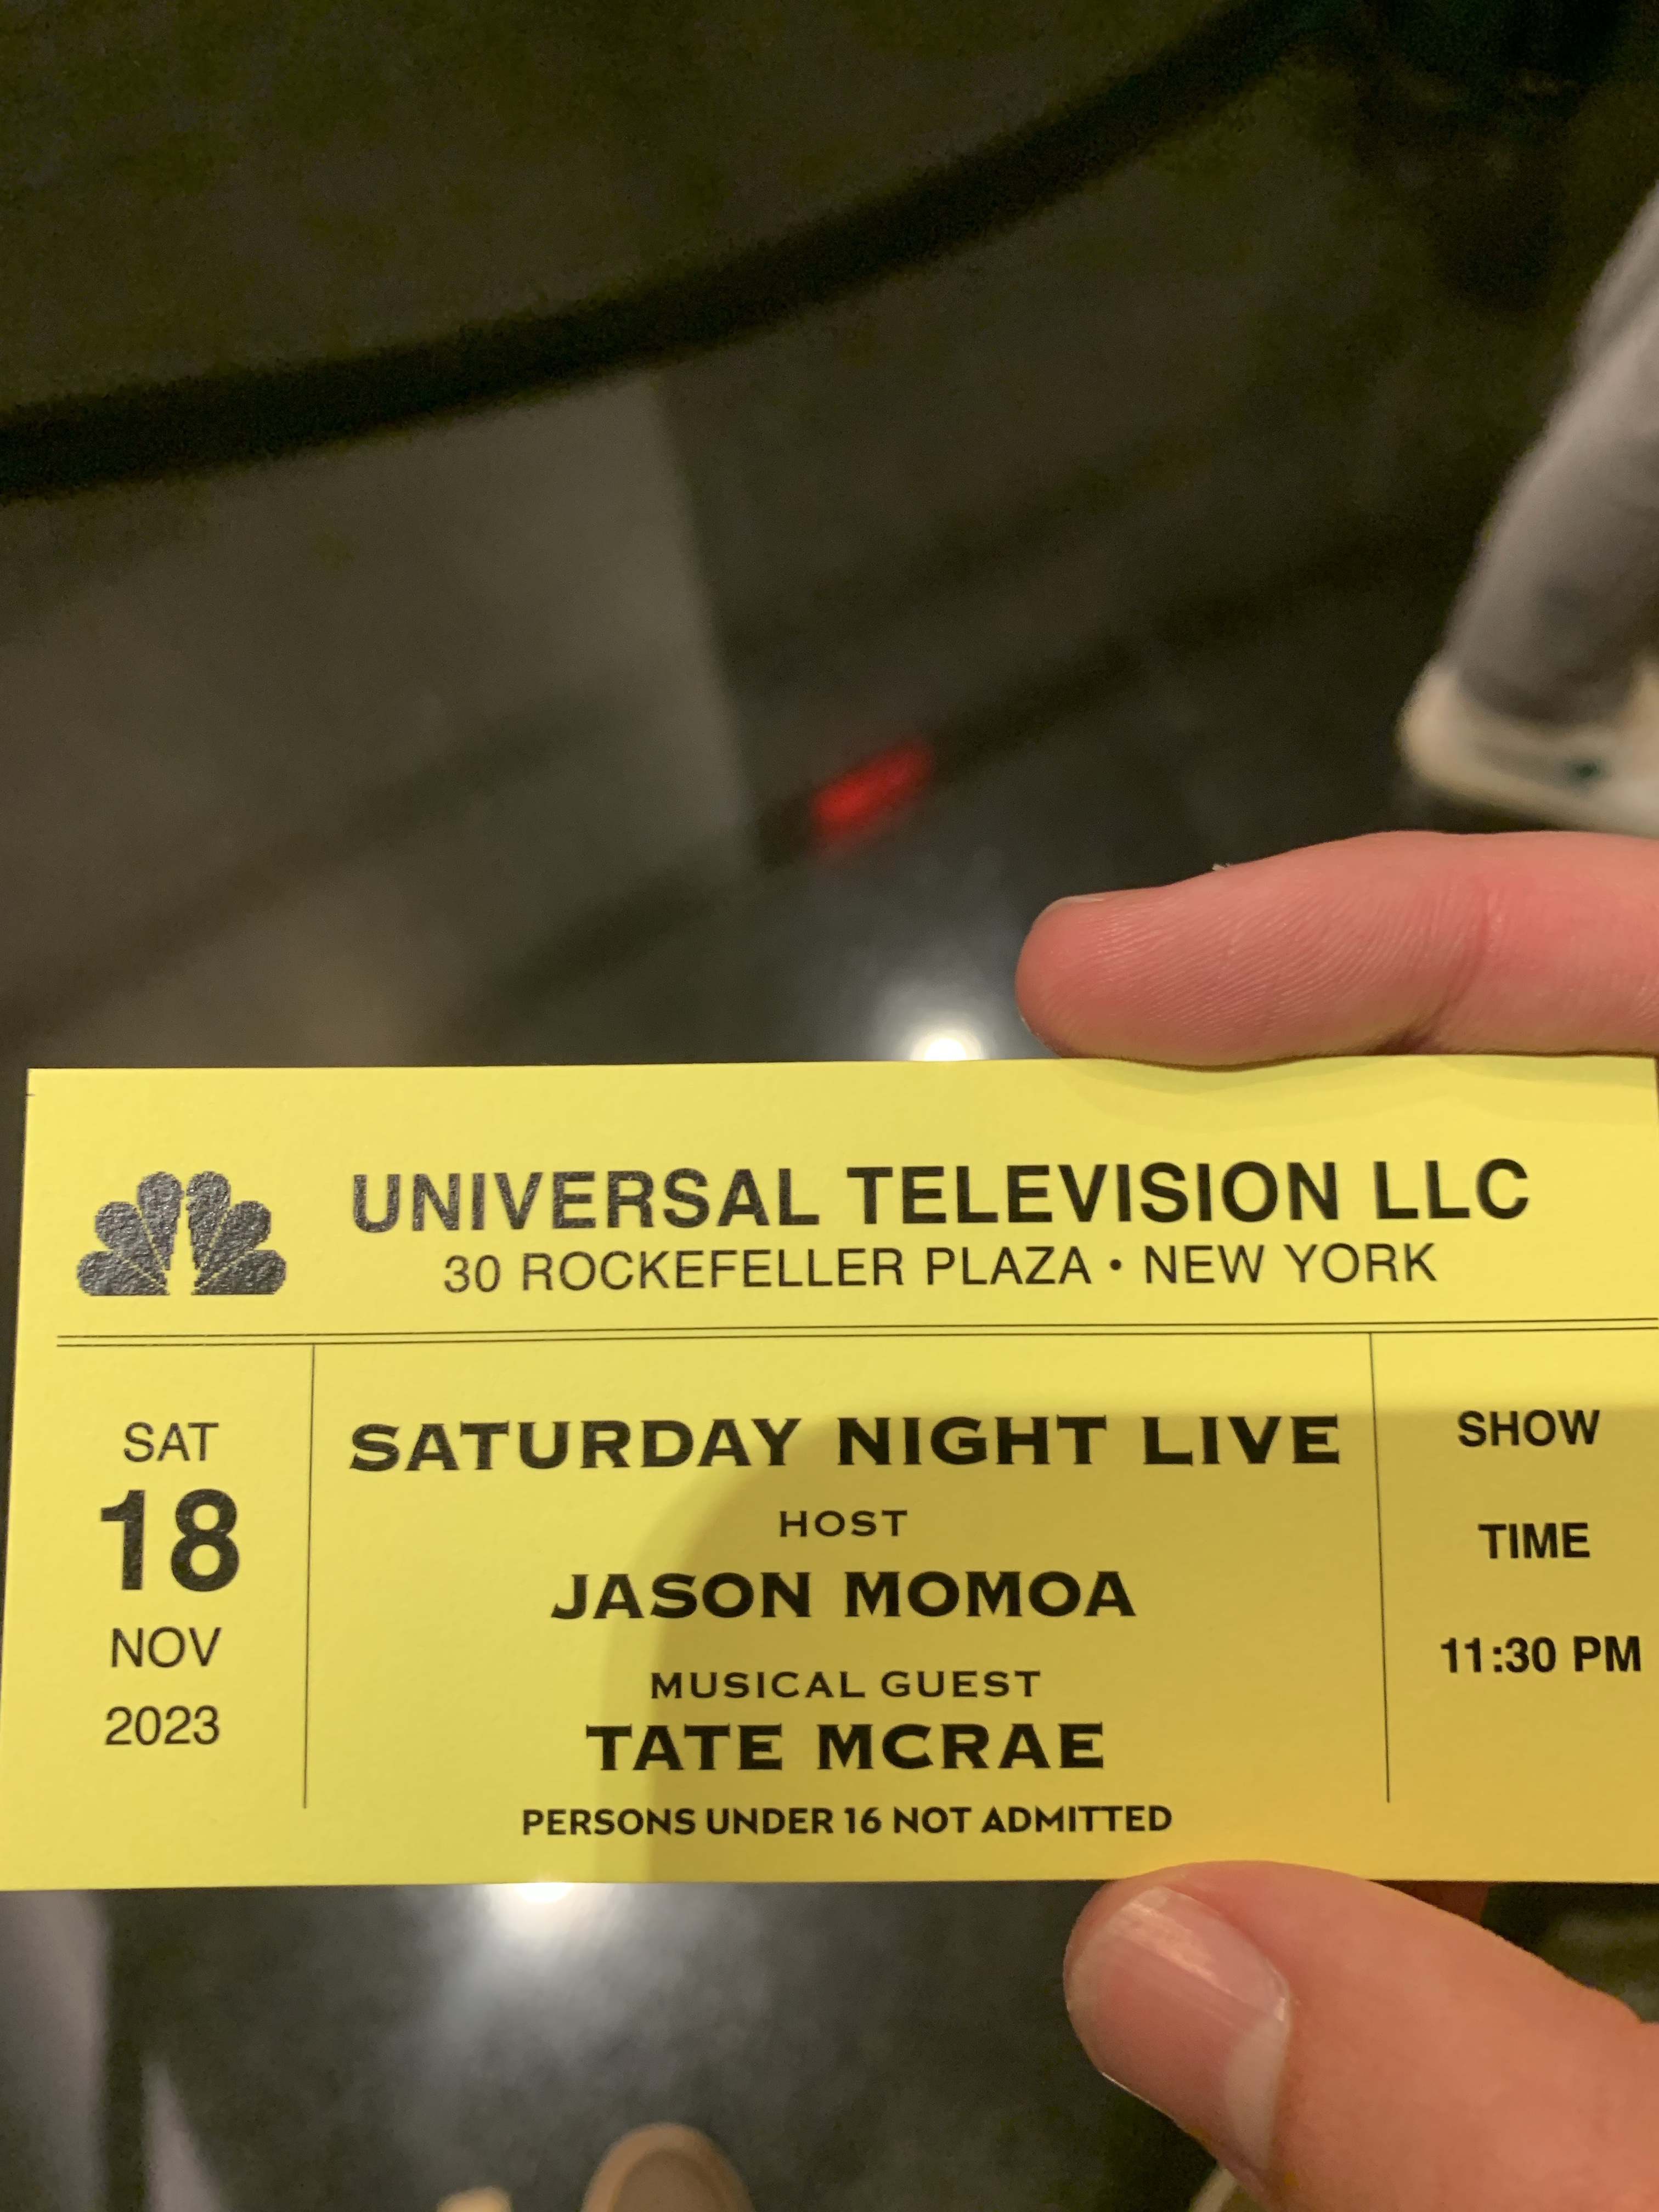 UNIVERSAL TELEVISION LLC
30 ROCKEFELLER PLAZA • NEW YORK
SAT
18
NOV
2023
SATURDAY NIGHT LIVE
HOST
JASON MOMOA
MUSICAL GUEST
TATE MCRAE
PERSONS UNDER 16 NOT ADMITTED
SHOW
TIME
11:30 PM